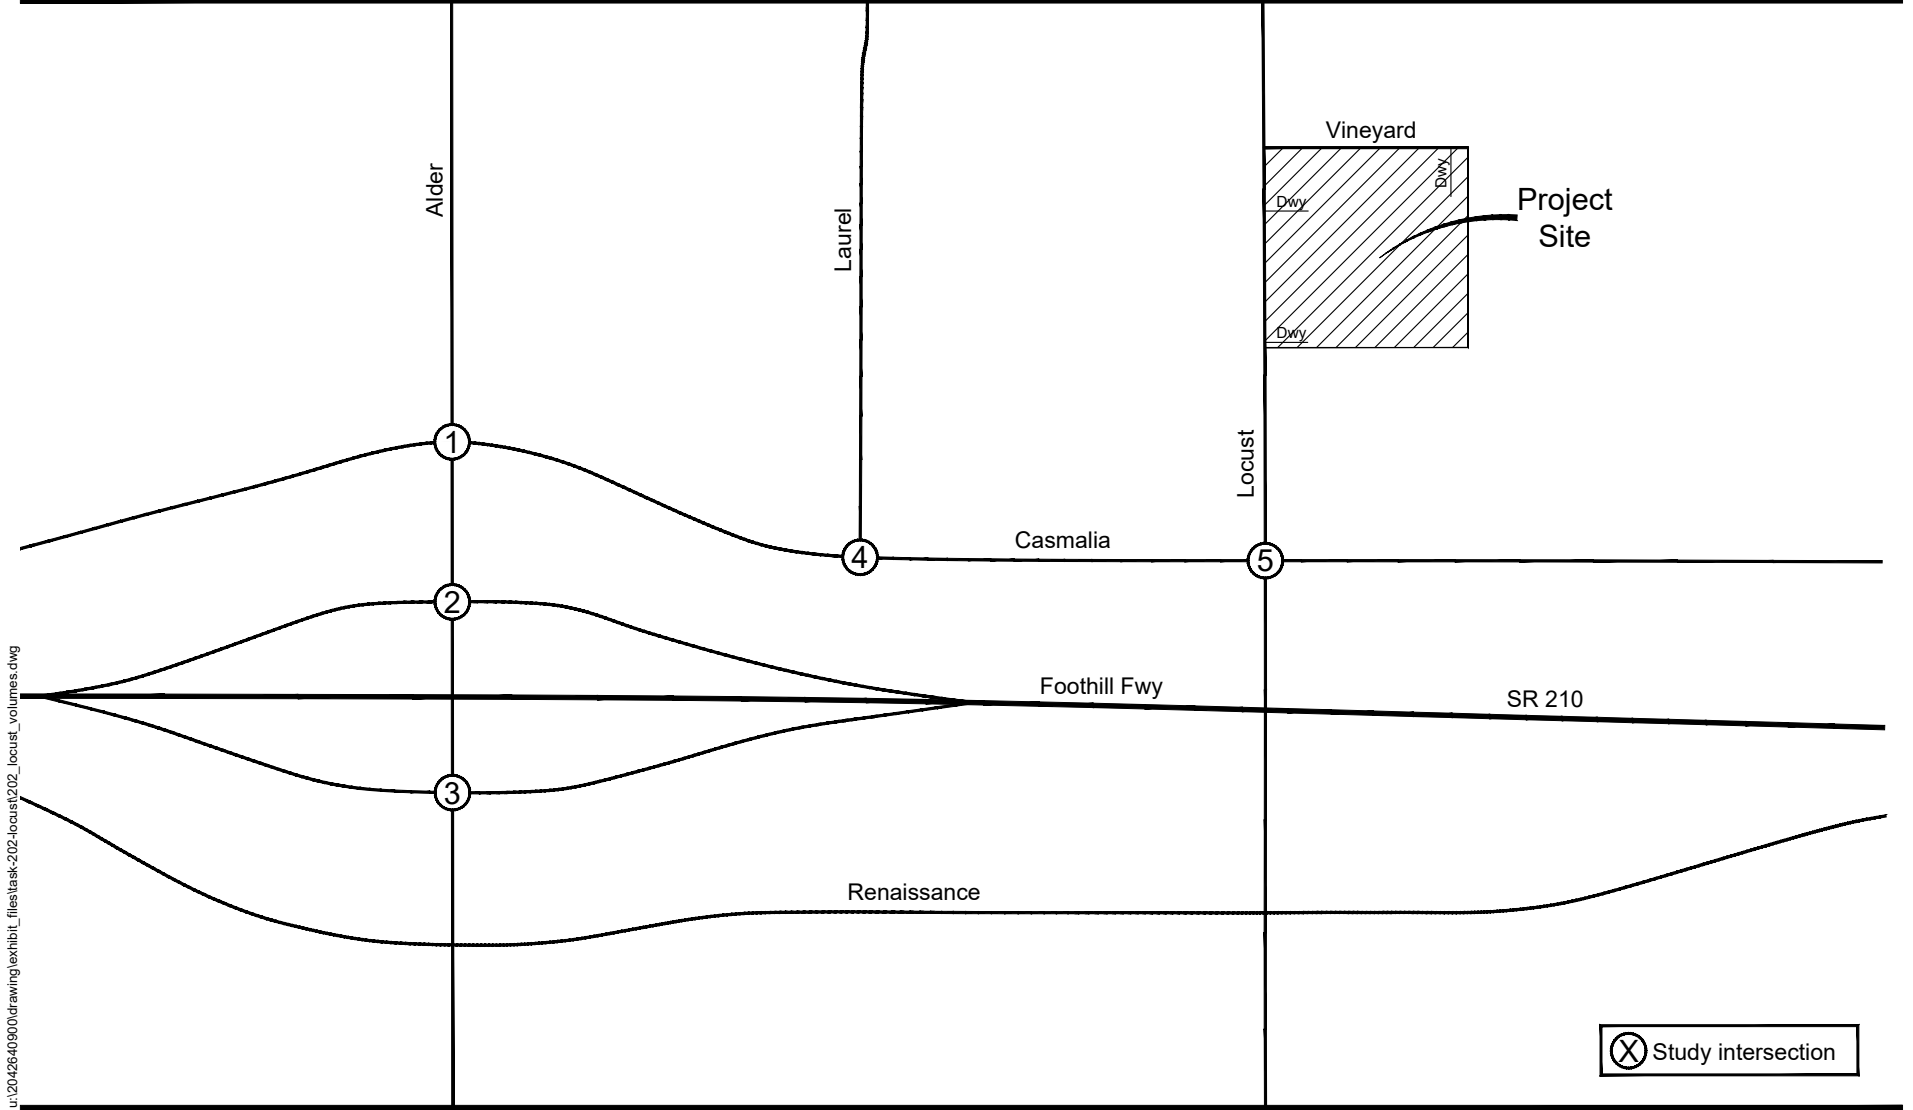 Vineyard
Alder
Laurel
Dwy
Dwy
Project
Site
Dwy
1
Locust
4
Casmalia
5
2
Foothill Fwy
SR 210
3
Renaissance
X Study intersection
u:\2042640900\drawing\exhibit_files\task-202-locust\202_locust_volumes.dwg